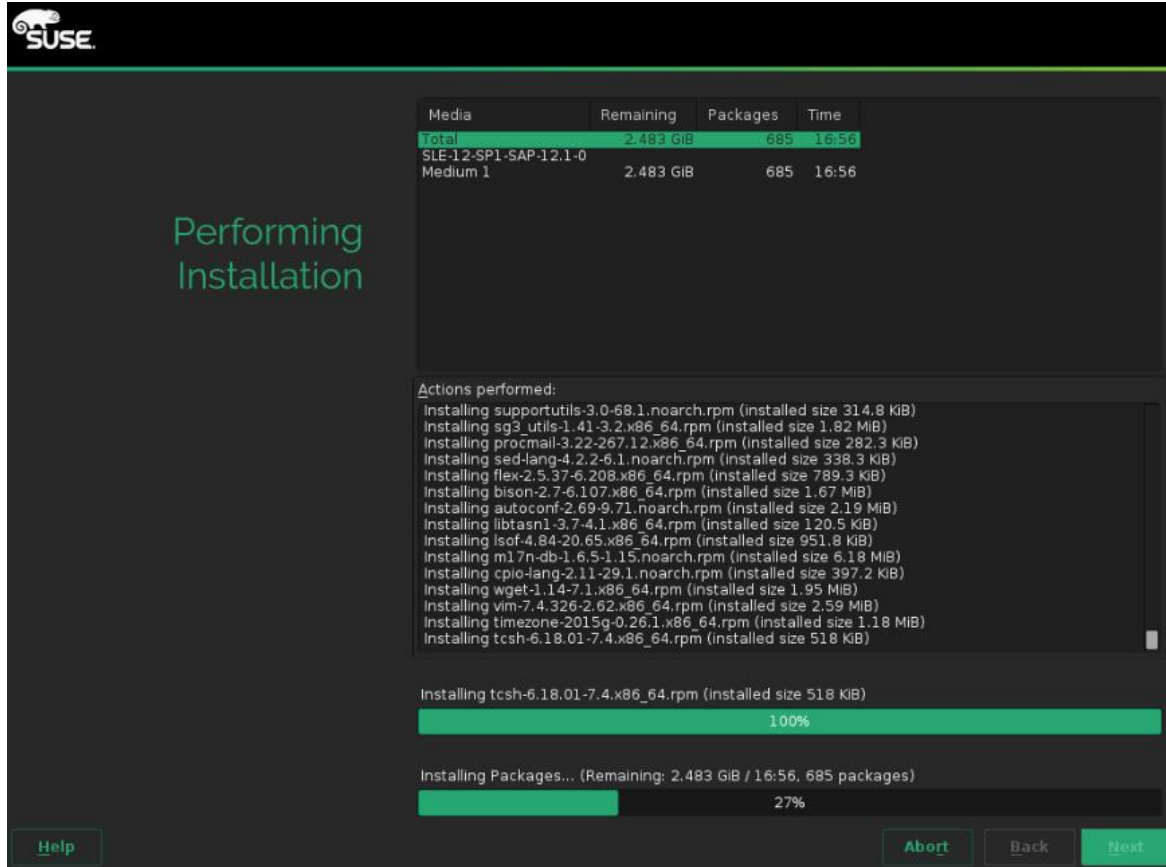 SUSE.
Performing
Installation
Media Remaining Packages Time
Total 2.483 GiB 685 16:56
SLE-12-SP1-SAP-12.1-0
Medium 1 2.483 GiB 685 16:56
Actions performed:
Installing supportutils-3.0-68.1.noarch.rpm (installed size 314.8 KiB)
Installing sg3_utils-1.41-3.2.x86_64.rpm (installed size 1.82 MiB)
Installing procmail-3.22-267.12.x86_64.rpm (installed size 282.3 KiB)
Installing sed-lang-4.2.2-6.1.noarch.rpm (installed size 338.3 KiB)
Installing flex-2.5.37-6.208.x86_64.rpm (installed size 789.3 KiB)
Installing bison-2.7-6.107.x86_64.rpm (installed size 1.67 MiB)
Installing autoconf-2.69-9.71.noarch.rpm (installed size 2.19 MiB)
Installing libtasn1-3.7-4.1.x86_64.rpm (installed size 120.5 KiB)
Installing lsof-4.84-20.65.x86_64.rpm (installed size 951.8 KiB)
Installing m17n-db-1.6.5-1.15.noarch.rpm (installed size 6.18 MiB)
Installing cpio-lang-2.11-29.1.noarch.rpm (installed size 397.2 KiB)
Installing wget-1.14-7.1.x86_64.rpm (installed size 1.95 MiB)
Installing vim-7.4.326-2.62.x86_64.rpm (installed size 2.59 MiB)
Installing timezone-2015g-0.26.1.x86_64.rpm (installed size 1.18 MiB)
Installing tcsh-6.18.01-7.4.x86_64.rpm (installed size 518 KiB)
Installing tcsh-6.18.01-7.4.x86_64.rpm (installed size 518 KiB)
100%
Installing Packages... (Remaining: 2.483 GiB / 16:56, 685 packages)
27%
Help Abort Back Next